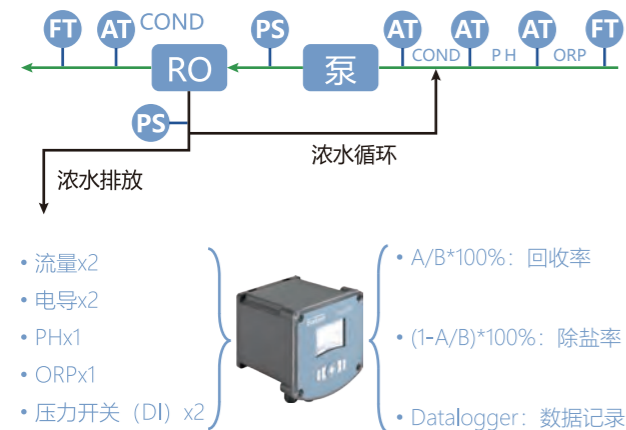 FT AT COND PS AT AT AT FT
COND PH ORP
RO 泵
PS
浓水循环
浓水排放
• 流量x2
• 电导x2
• PHx1
• ORPx1
• 压力开关（DI）x2
• A/B*100%：回收率
• (1-A/B)*100%：除盐率
• Datalogger：数据记录